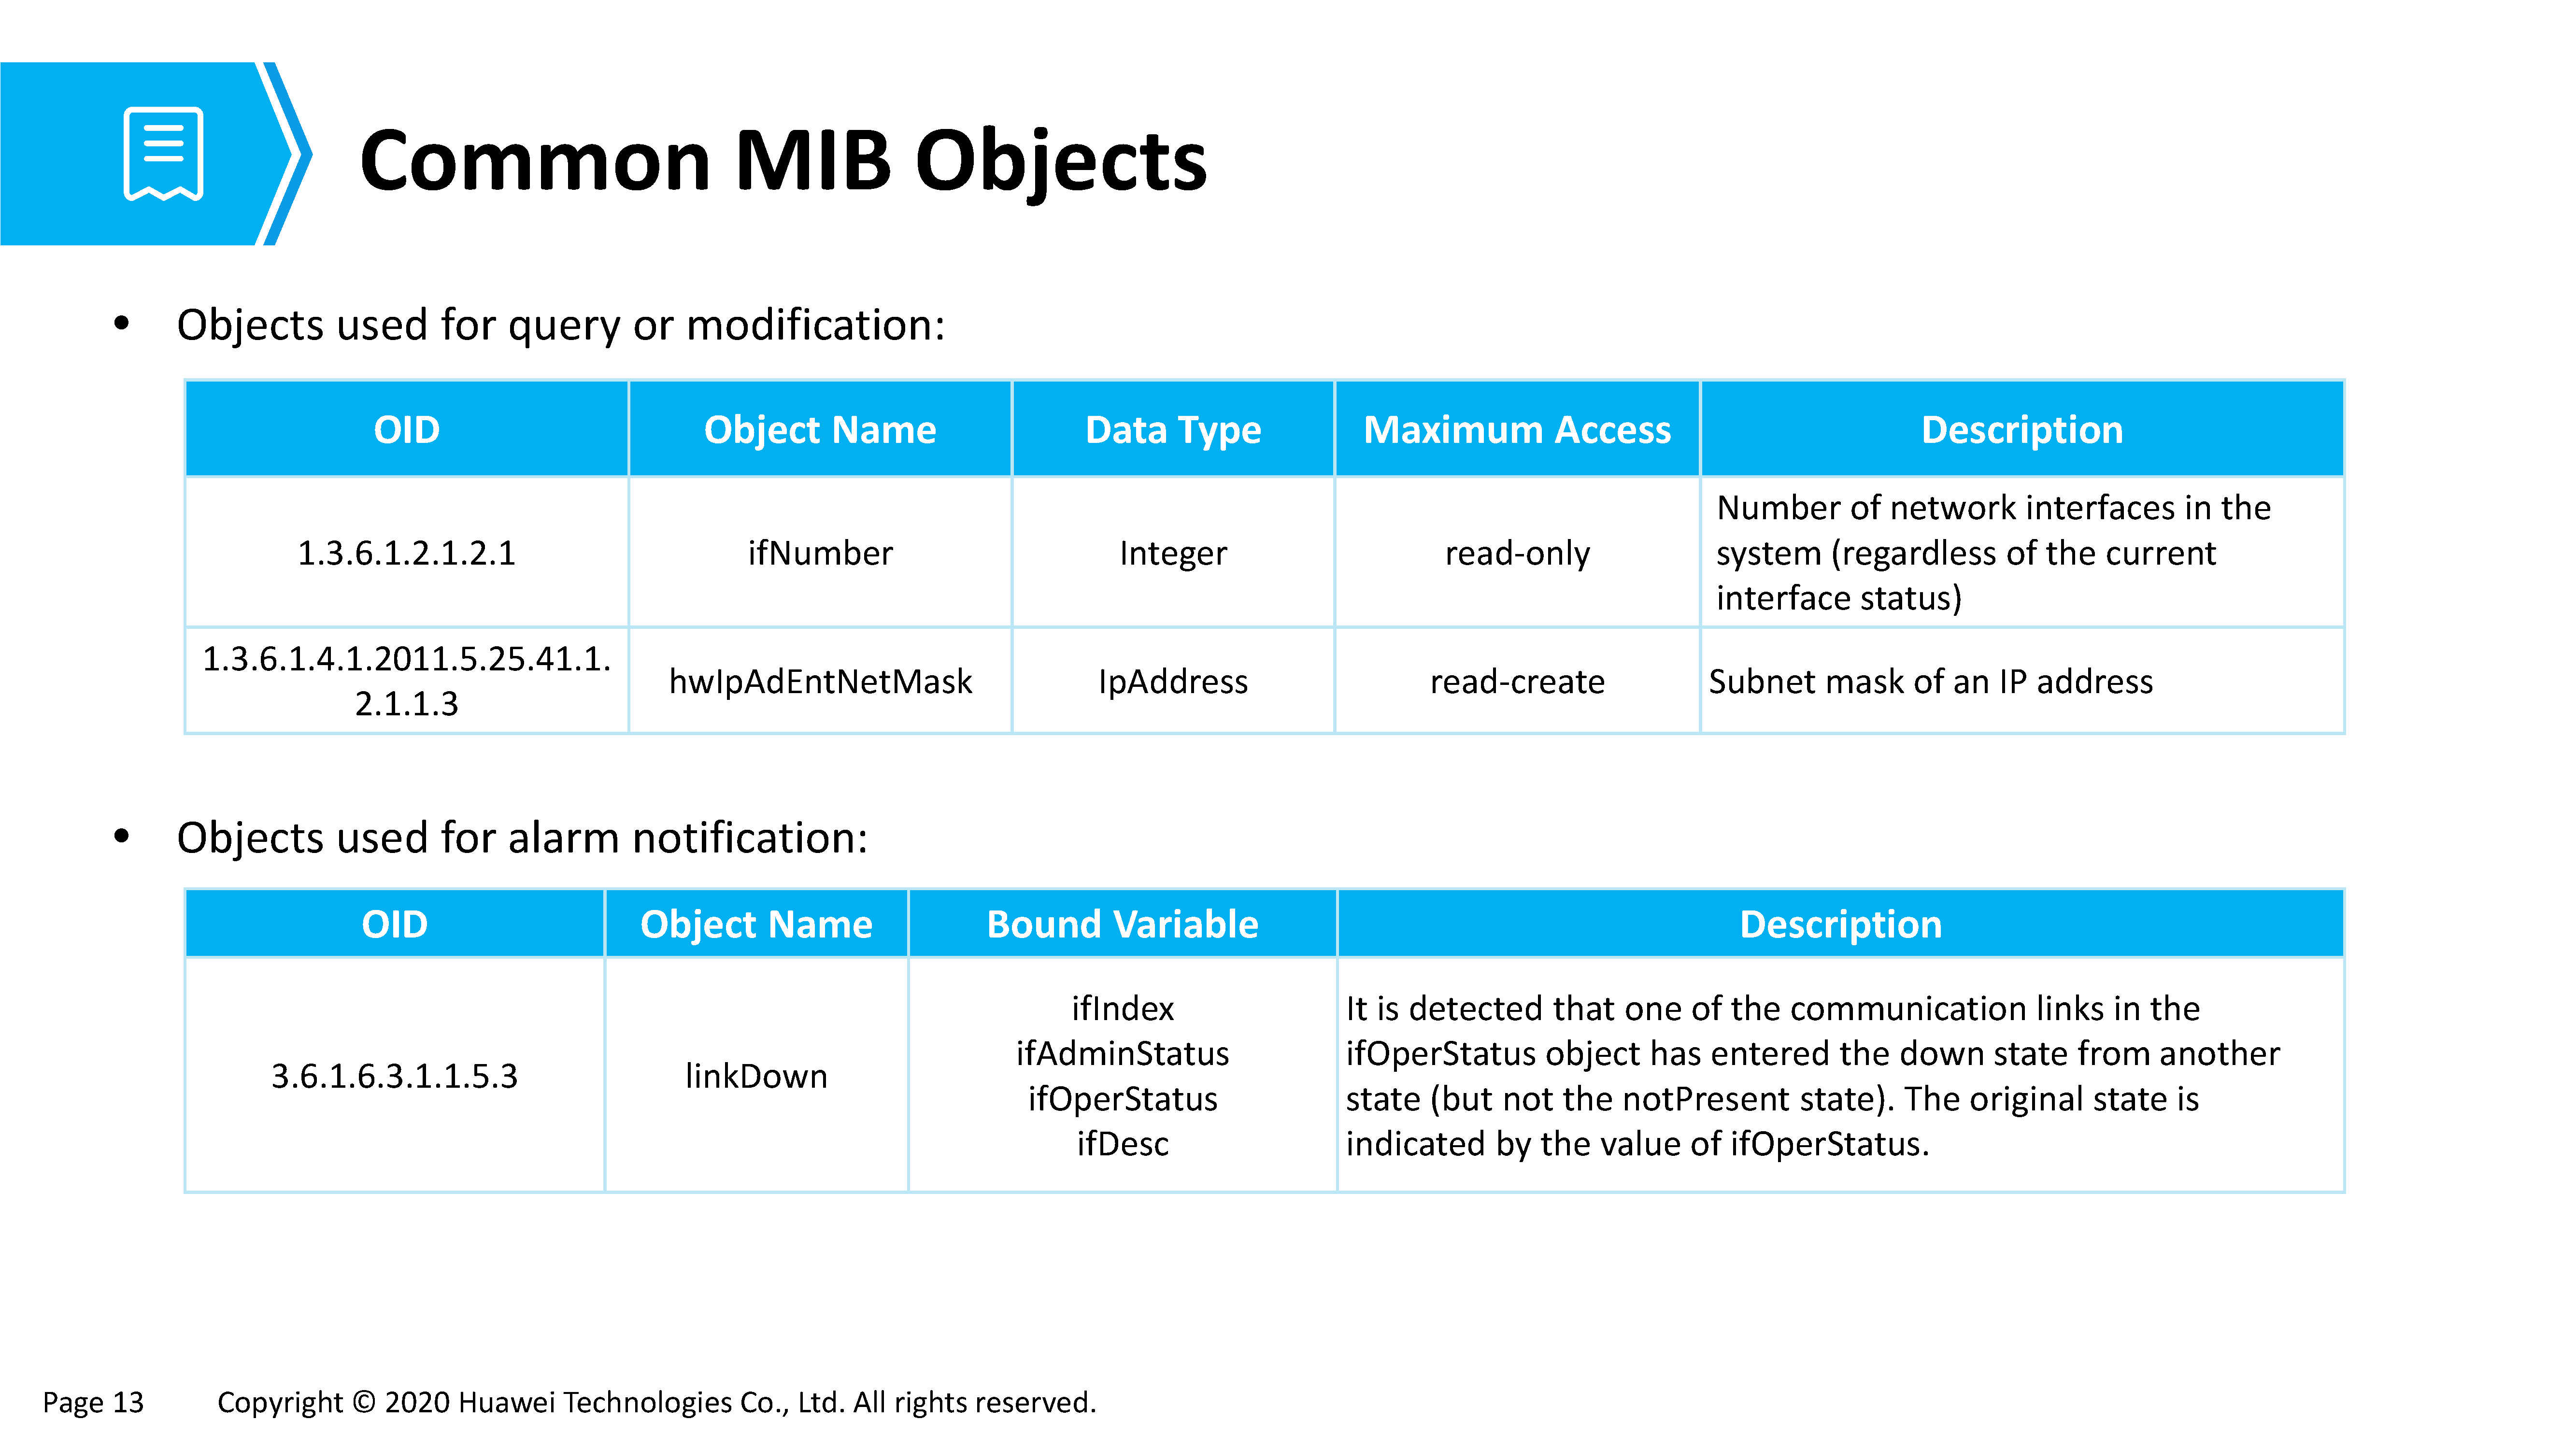 Common MIB Objects
• Objects used for query or modification:
OID Object Name Data Type Maximum Access Description
1.3.6.1.2.1.2.1 ifNumber Integer read-only Number of network interfaces in the
system (regardless of the current
interface status)
1.3.6.1.4.1.2011.5.25.41.1.
2.1.1.3 hwIpAdEntNetMask IpAddress read-create Subnet mask of an IP address
• Objects used for alarm notification:
OID Object Name Bound Variable Description
3.6.1.6.3.1.1.5.3 linkDown
ifIndex
ifAdminStatus
ifOperStatus
ifDesc
It is detected that one of the communication links in the
ifOperStatus object has entered the down state from another
state (but not the notPresent state). The original state is
indicated by the value of ifOperStatus.
Page 13 Copyright © 2020 Huawei Technologies Co., Ltd. All rights reserved.